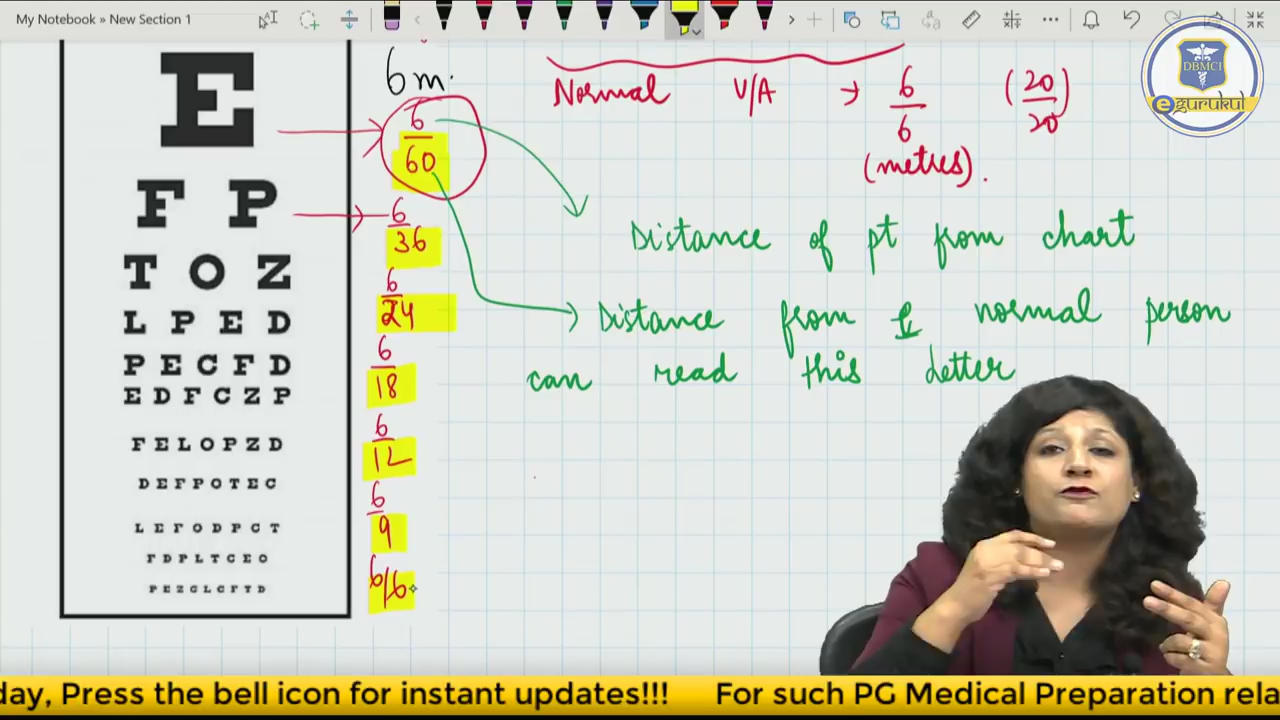 My Notebook » New Section 1
DBMCI
egurukul
E
F P
T O Z
L P E D
P E C F D
E D F C Z P
F E L O P Z D
D E F P O T E C
L E F O D P C T
F D P L T C E O
P E Z O L C F T D
6m.
6/60
6/36
6/24
6/18
6/12
6/9
6/6
Normal V/A → 6/6 (20/20)
(metres).
Distance of pt from chart
Distance from normal person
can read this letter
day, Press the bell icon for instant updates!!! For such PG Medical Preparation rela